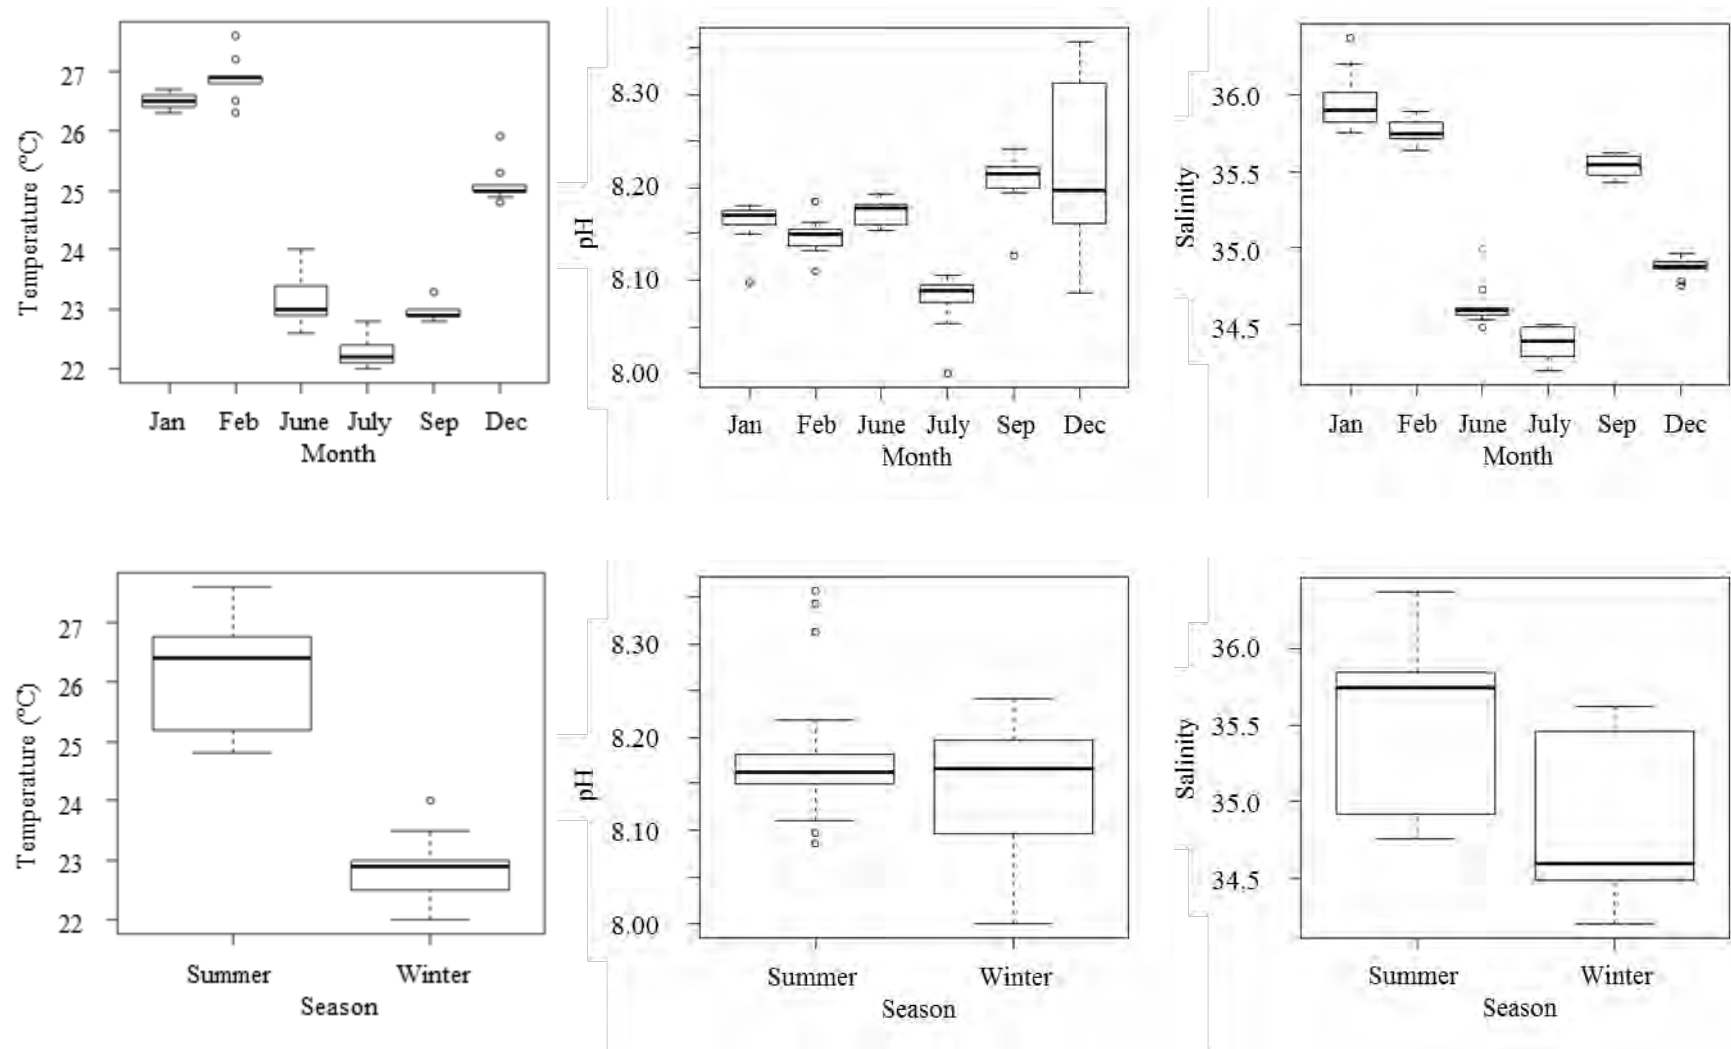 Temperature (°C)
27
26
25
24
23
22
Jan Feb June July Sep Dec
Month
pH
8.30
8.20
8.10
8.00
Jan Feb June July Sep Dec
Month
Salinity
36.0
35.5
35.0
34.5
Jan Feb June July Sep Dec
Month
Temperature (°C)
27
26
25
24
23
22
Summer Winter
Season
pH
8.30
8.20
8.10
8.00
Summer Winter
Season
Salinity
36.0
35.5
35.0
34.5
Summer Winter
Season